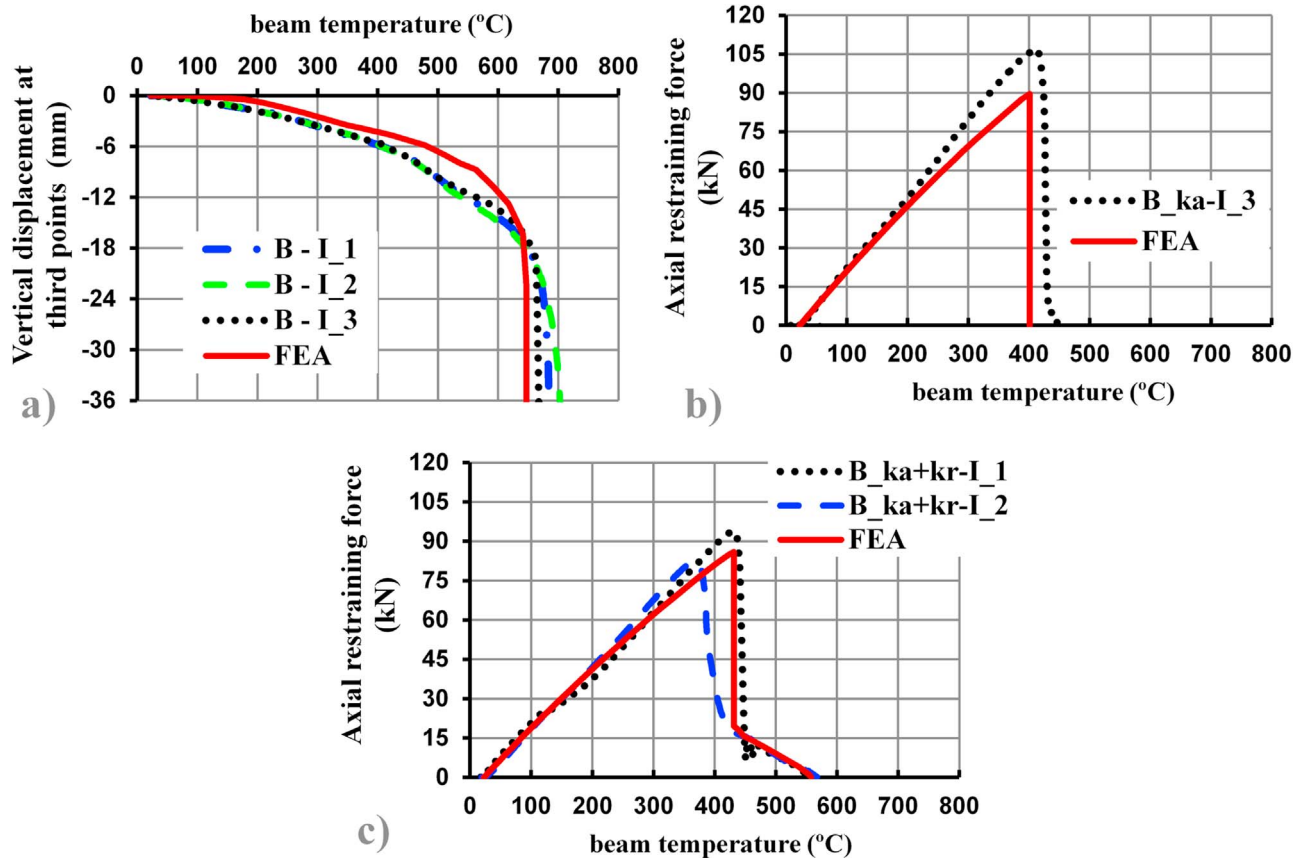 beam temperature (ºC)
0 100 200 300 400 500 600 700 800
0
-6
-12
-18
-24
-30
-36
Vertical displacement at
third points (mm)
B - I_1
B - I_2
B - I_3
FEA
a)
120
105
90
75
60
45
30
15
0
Axial restraining force
(kN)
B_ka-I_3
FEA
0 100 200 300 400 500 600 700 800
beam temperature (ºC)
b)
120
105
90
75
60
45
30
15
0
Axial restraining force
(kN)
B_ka+kr-I_1
B_ka+kr-I_2
FEA
0 100 200 300 400 500 600 700 800
beam temperature (ºC)
c)